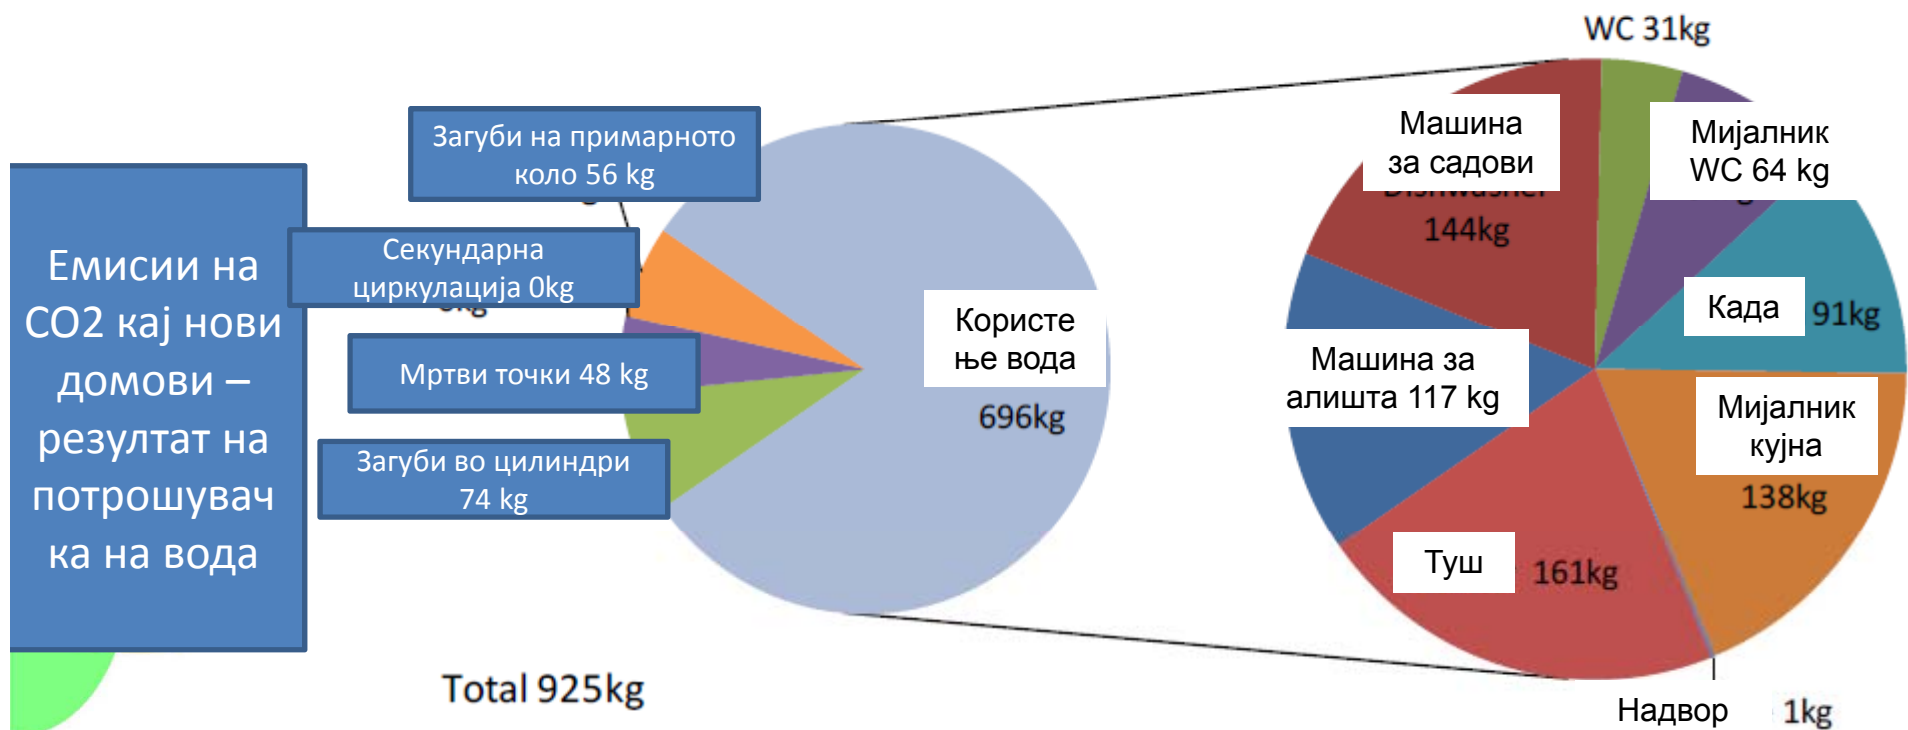 Емисии на
CO2 кај нови
домови –
резултат на
потрошувач
ка на вода
Загуби на примарното
коло 56 kg
Секундарна
циркулација 0kg
Мртви точки 48 kg
Загуби во цилиндри
74 kg
Користе
ње вода
696kg
Total 925kg
WC 31kg
Машина
за садови
144kg
Мијалник
WC 64 kg
Када 91kg
Машина за
алишта 117 kg
Мијалник
кујна
138kg
Туш 161kg
Надвор 1kg